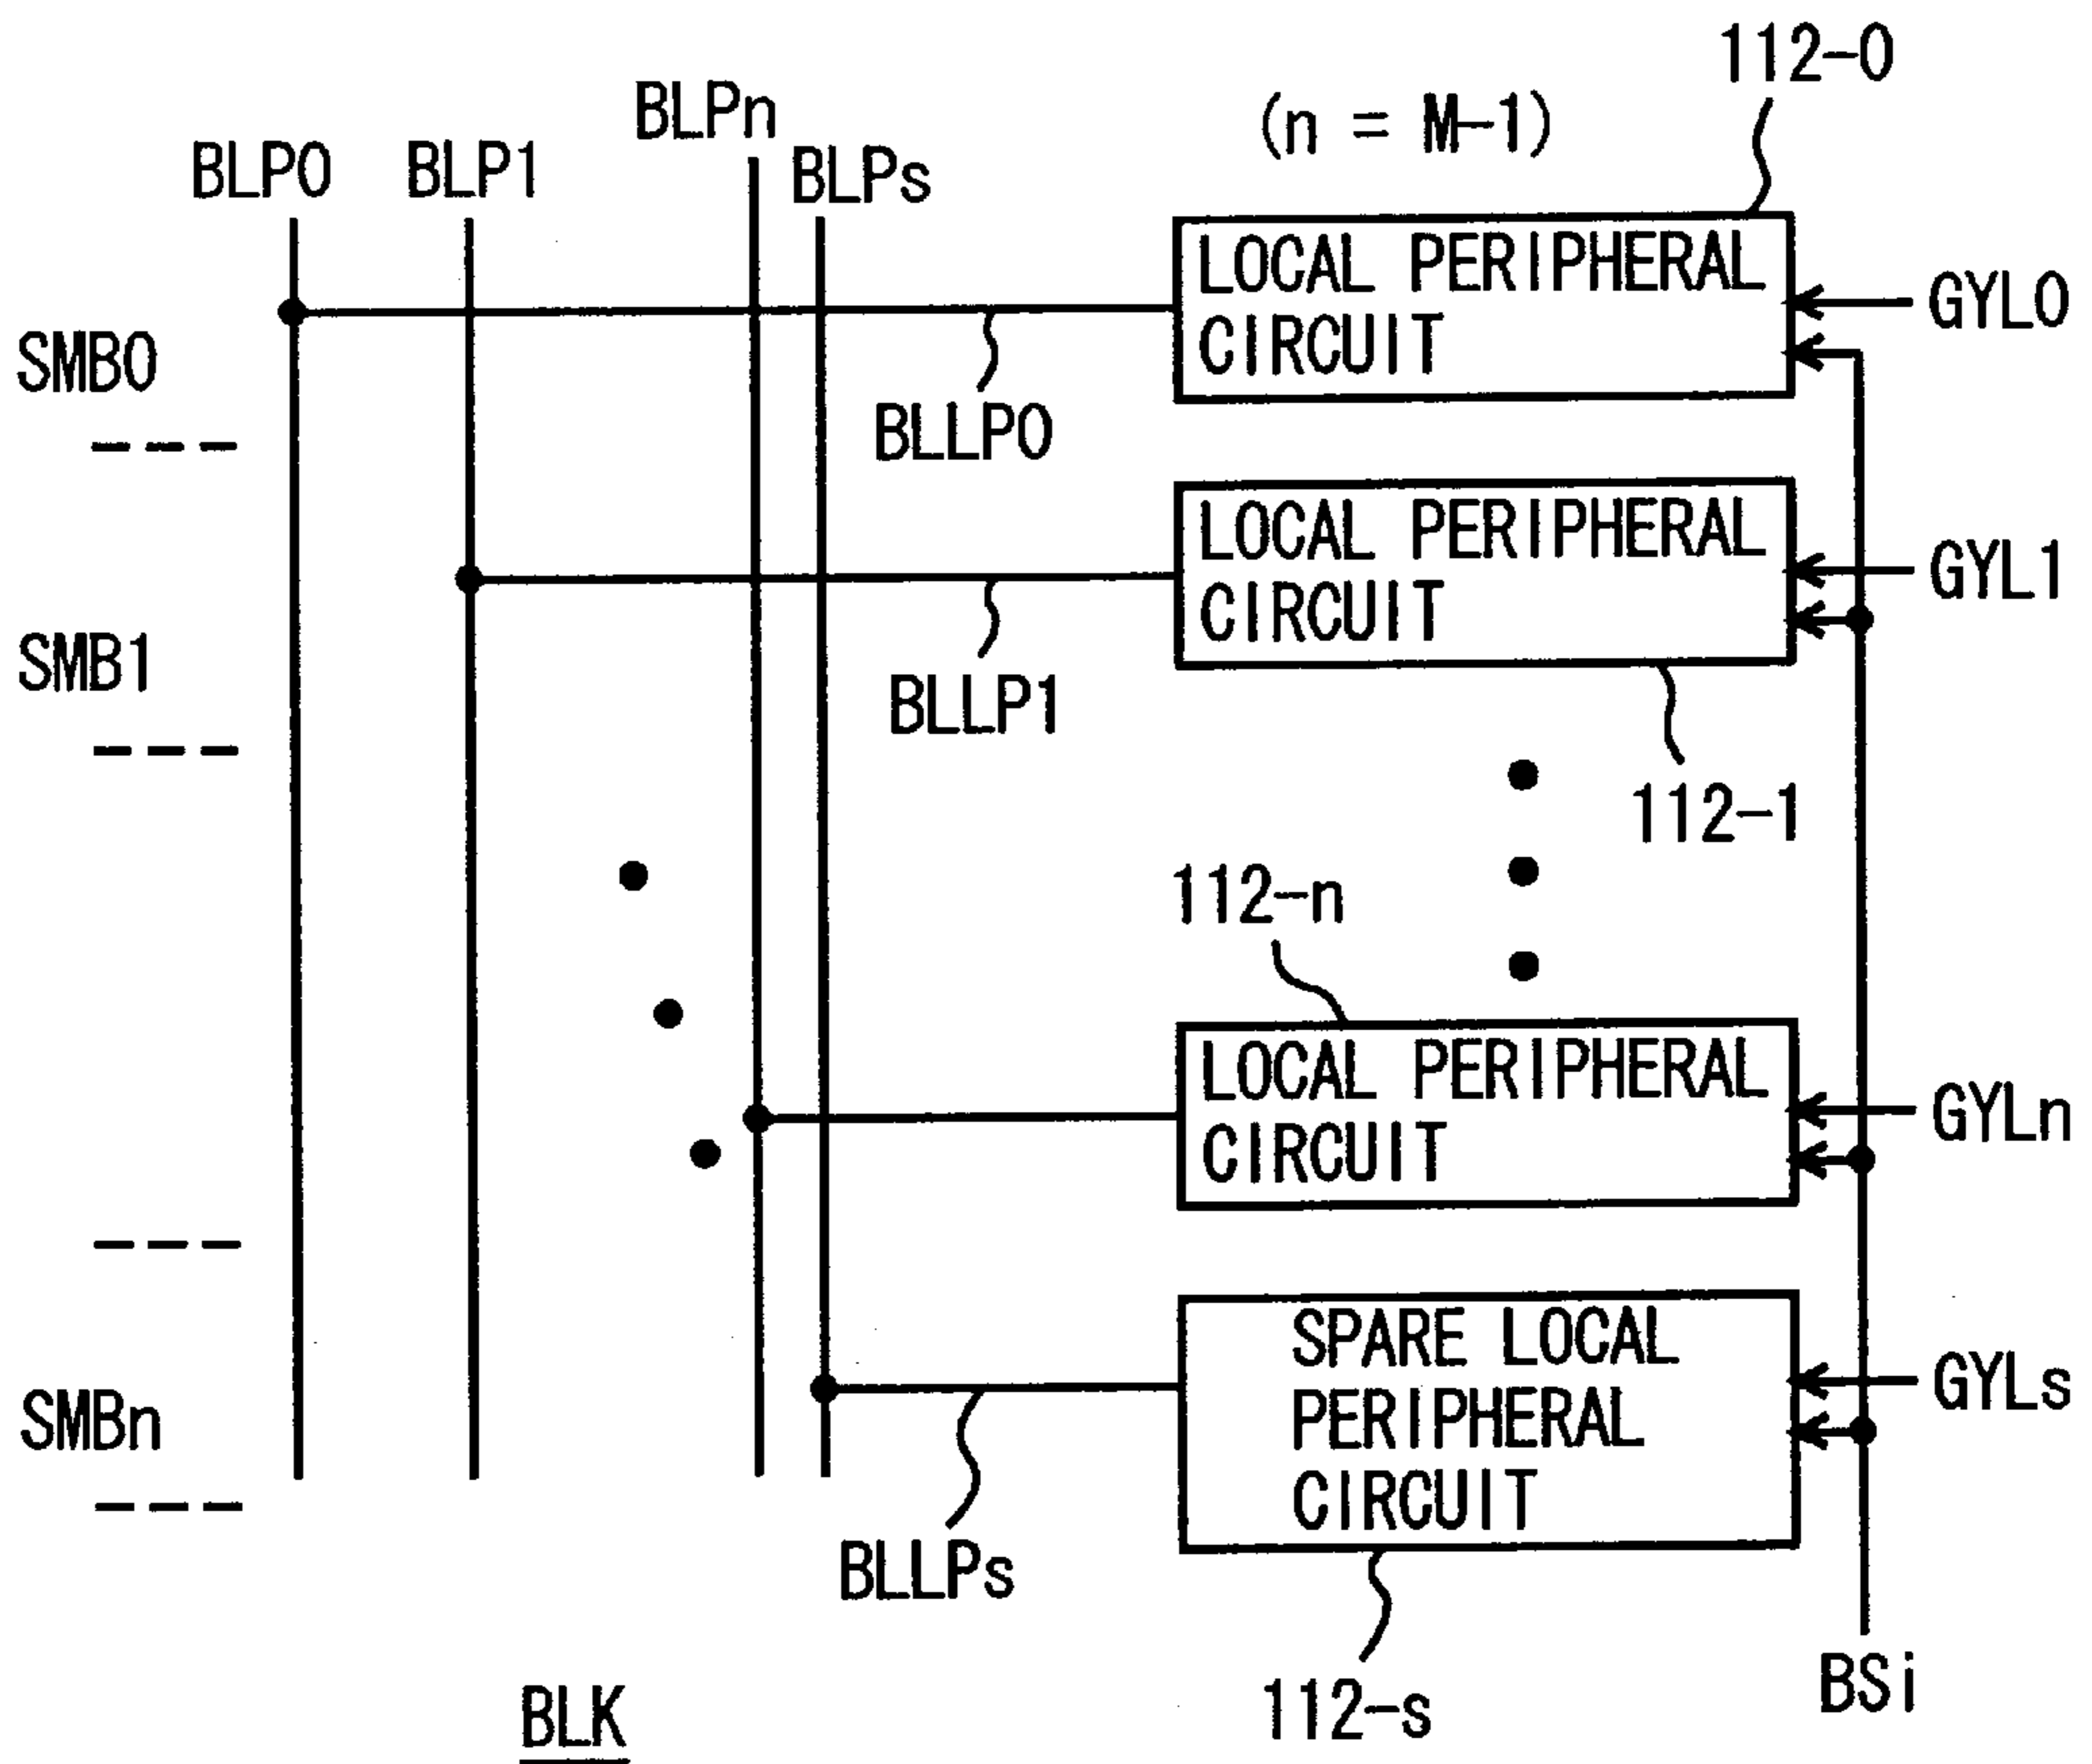 112-0
(n = M-1)
BLPn
BLP0
BLP1
BLPs
LOCAL PERIPHERAL
CIRCUIT
GYL0
SMB0
BLLP0
LOCAL PERIPHERAL
CIRCUIT
GYL1
SMB1
BLLP1
112-1
112-n
LOCAL PERIPHERAL
CIRCUIT
GYLn
SPARE LOCAL
PERIPHERAL
CIRCUIT
GYLs
SMBn
BLLPs
112-s
BSi
BLK